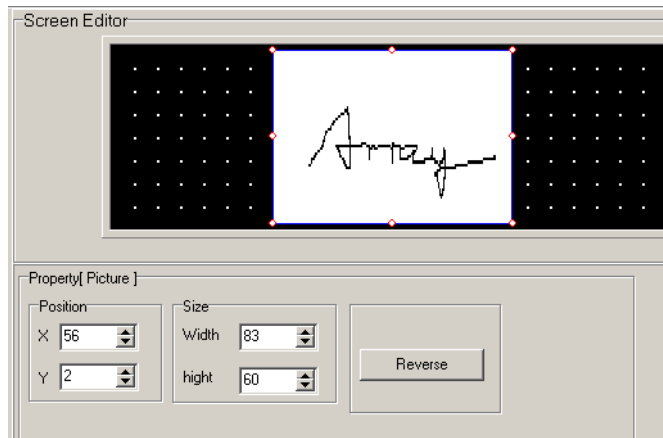 Screen Editor
Property[ Picture ]
Position
X 56
Y 2
Size
Width 83
hight 60
Reverse